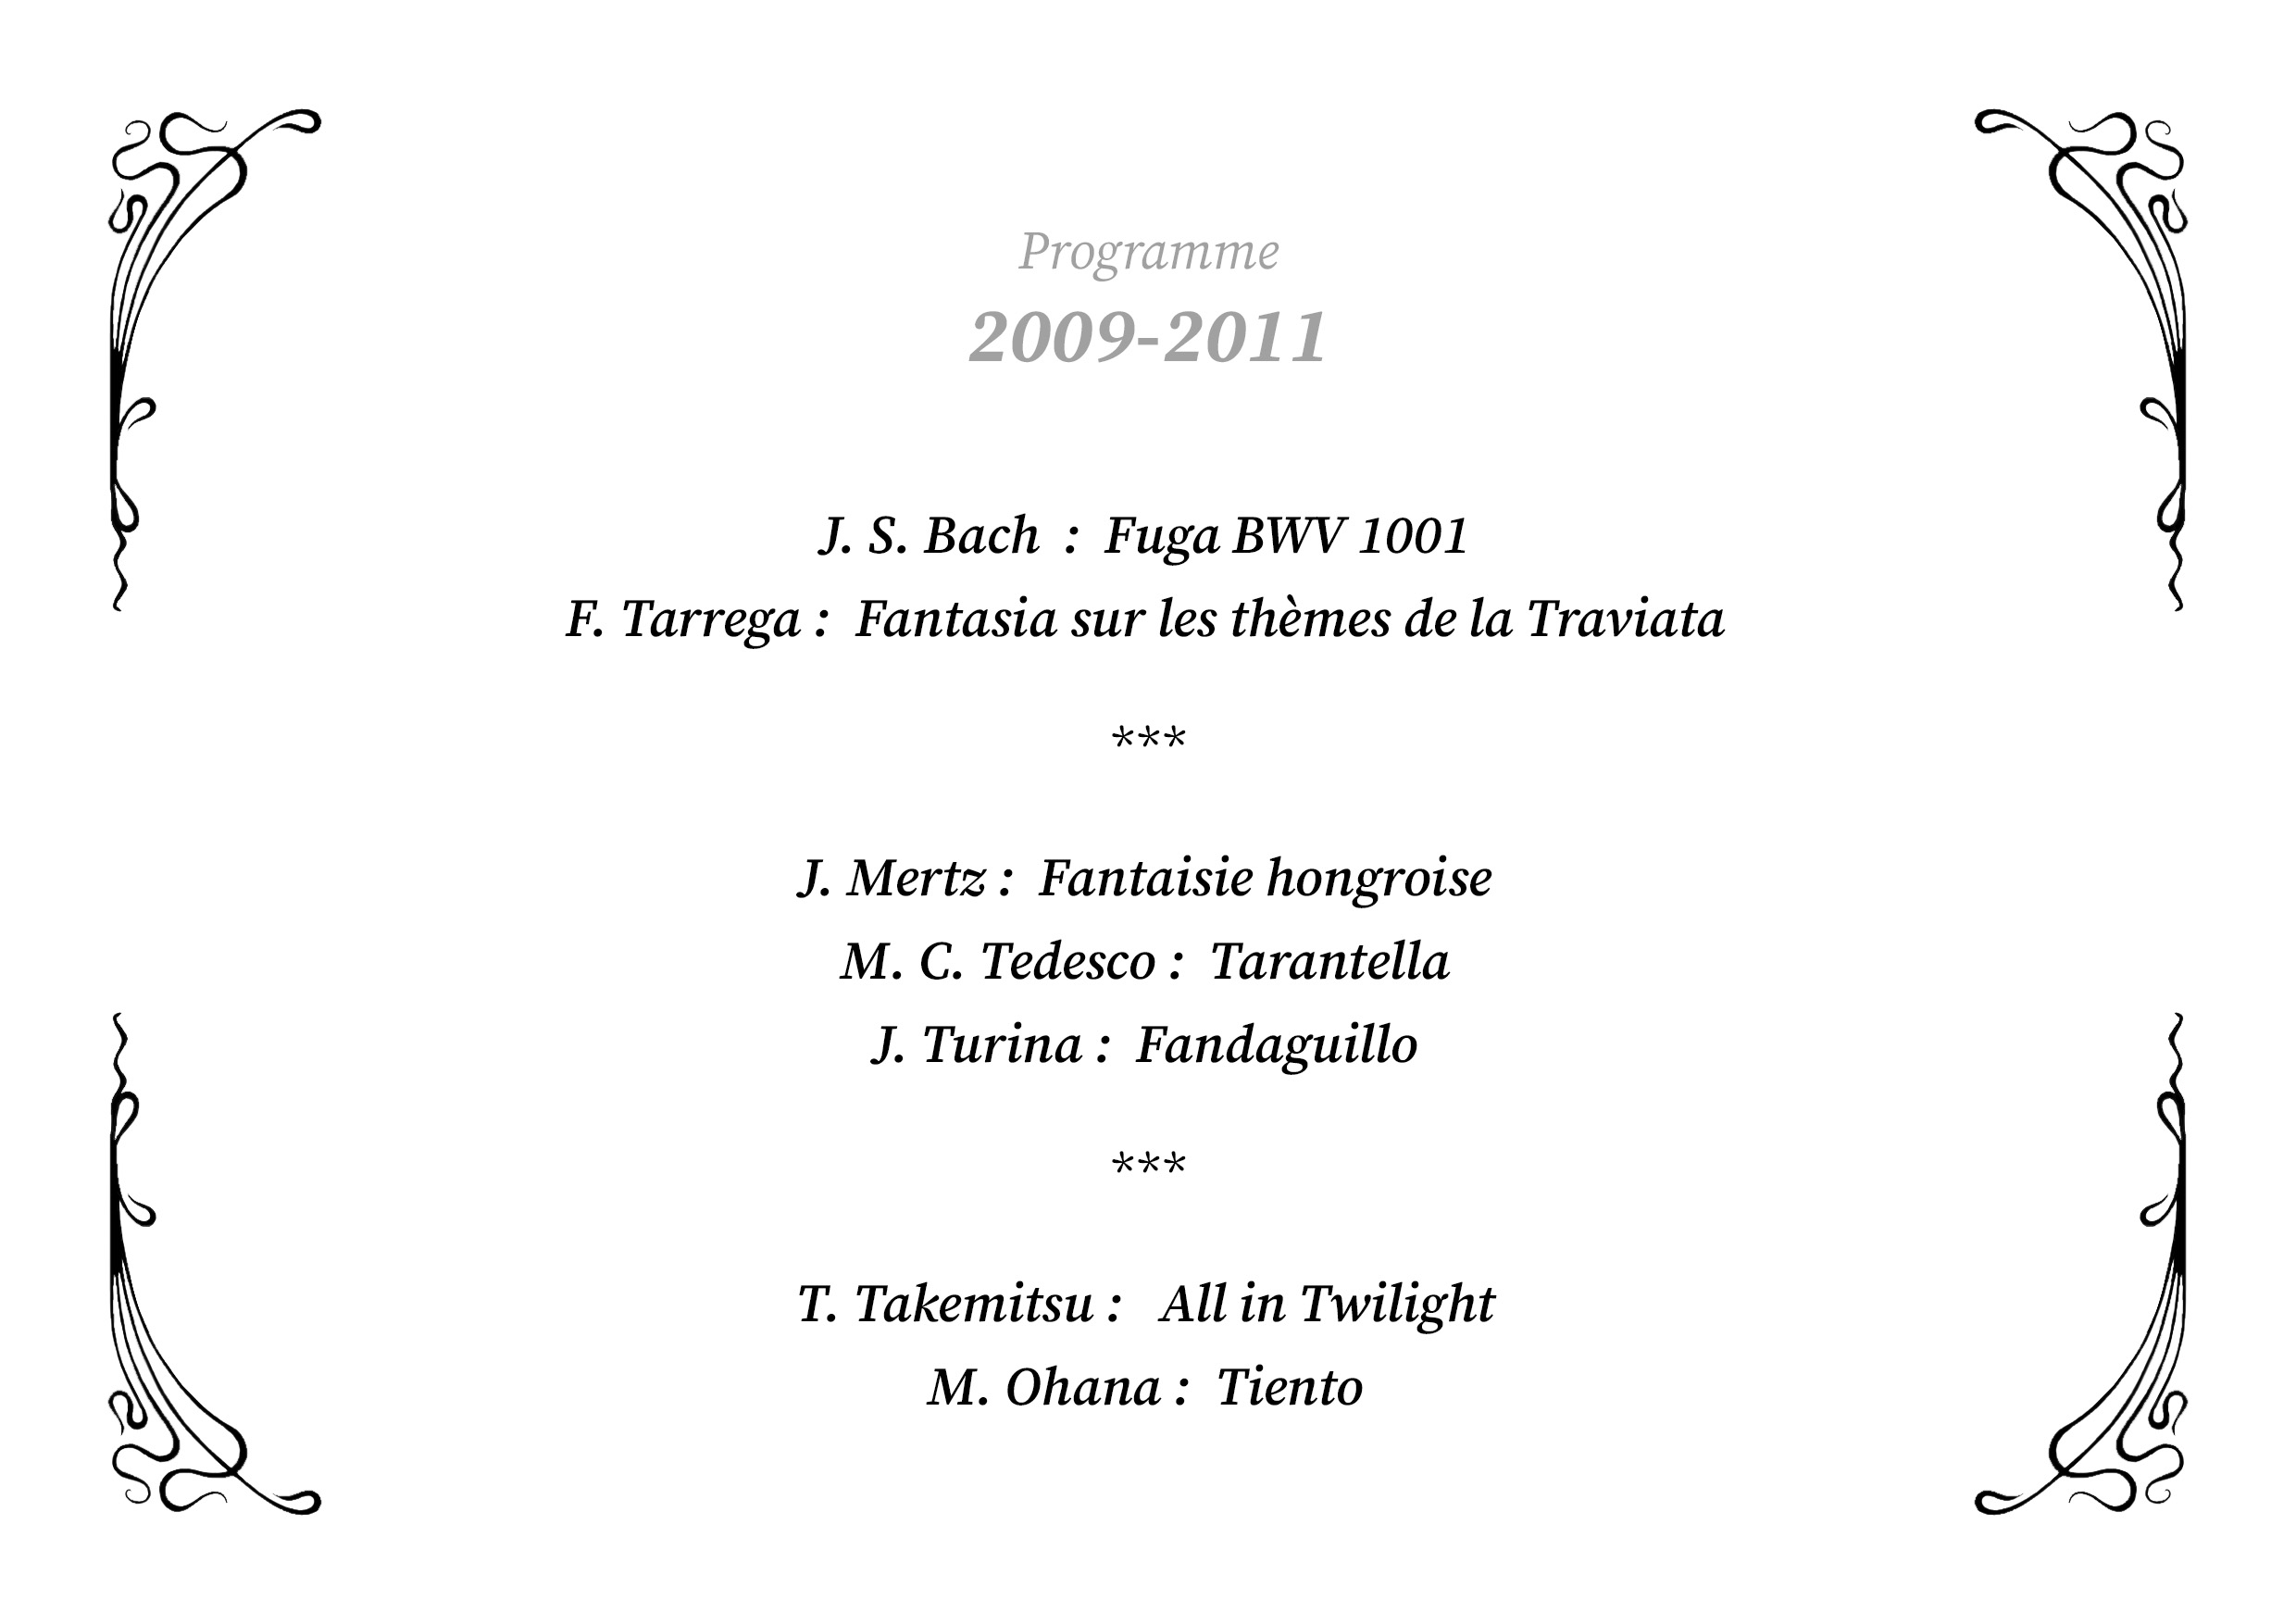 Programme
2009-2011
J. S. Bach : Fuga BWV 1001
F. Tarrega : Fantasia sur les thèmes de la Traviata
***
J. Mertz : Fantaisie hongroise
M. C. Tedesco : Tarantella
J. Turina : Fandaguillo
***
T. Takemitsu : All in Twilight
M. Ohana : Tiento